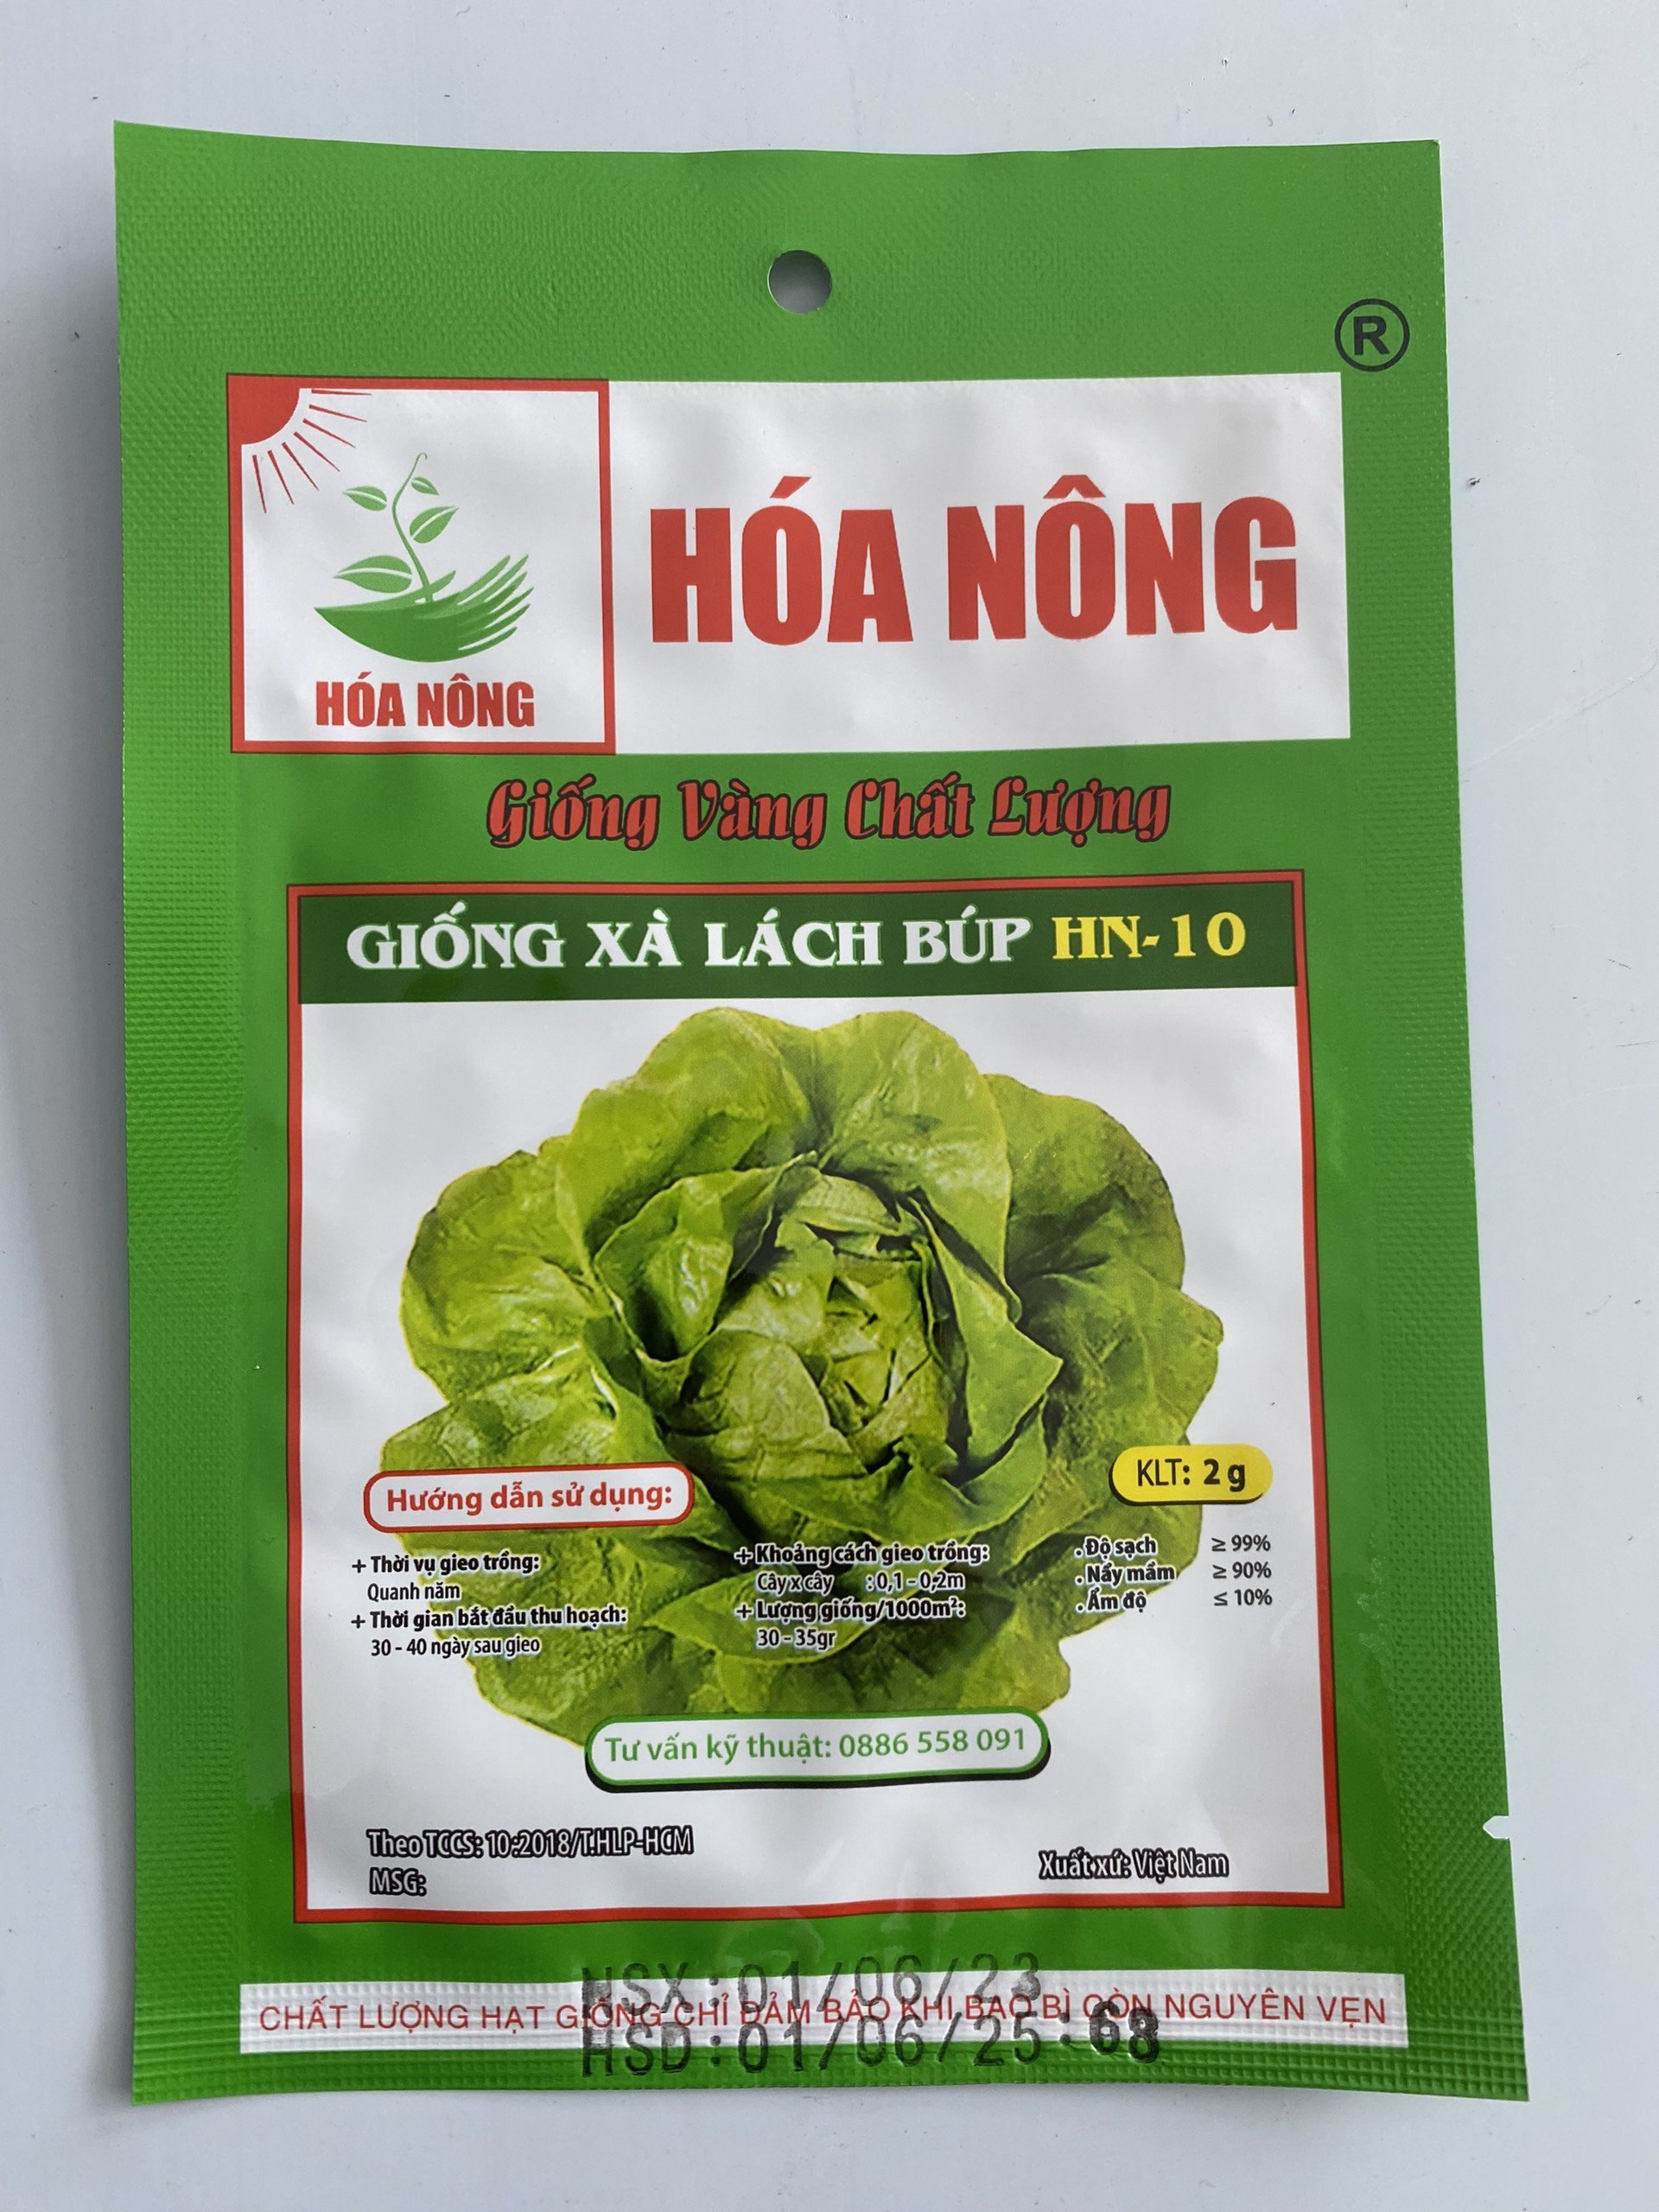 ®
HÓA NÔNG
HÓA NÔNG
Giống Vàng Chất Lượng
GIỐNG XÀ LÁCH BÚP HN-10
KLT: 2 g
Hướng dẫn sử dụng:
+ Thời vụ gieo trồng:
Quanh năm
+ Thời gian bắt đầu thu hoạch:
30 - 40 ngày sau gieo
+ Khoảng cách gieo trồng:
Cây x cây : 0,1 - 0,2m
+ Lượng giống/1000m²:
30 - 35gr
. Độ sạch ≥ 99%
. Nẩy mầm ≥ 90%
. Ẩm độ ≤ 10%
Tư vấn kỹ thuật: 0886 558 091
Theo TCCS: 10:2018/T.HLP-HCM
MSG:
Xuất xứ: Việt Nam
NSX:01/06/23
CHẤT LƯỢNG HẠT GIỐNG CHỈ ĐẢM BẢO KHI BAO BÌ CÒN NGUYÊN VẸN
HSD:01/06/25:68